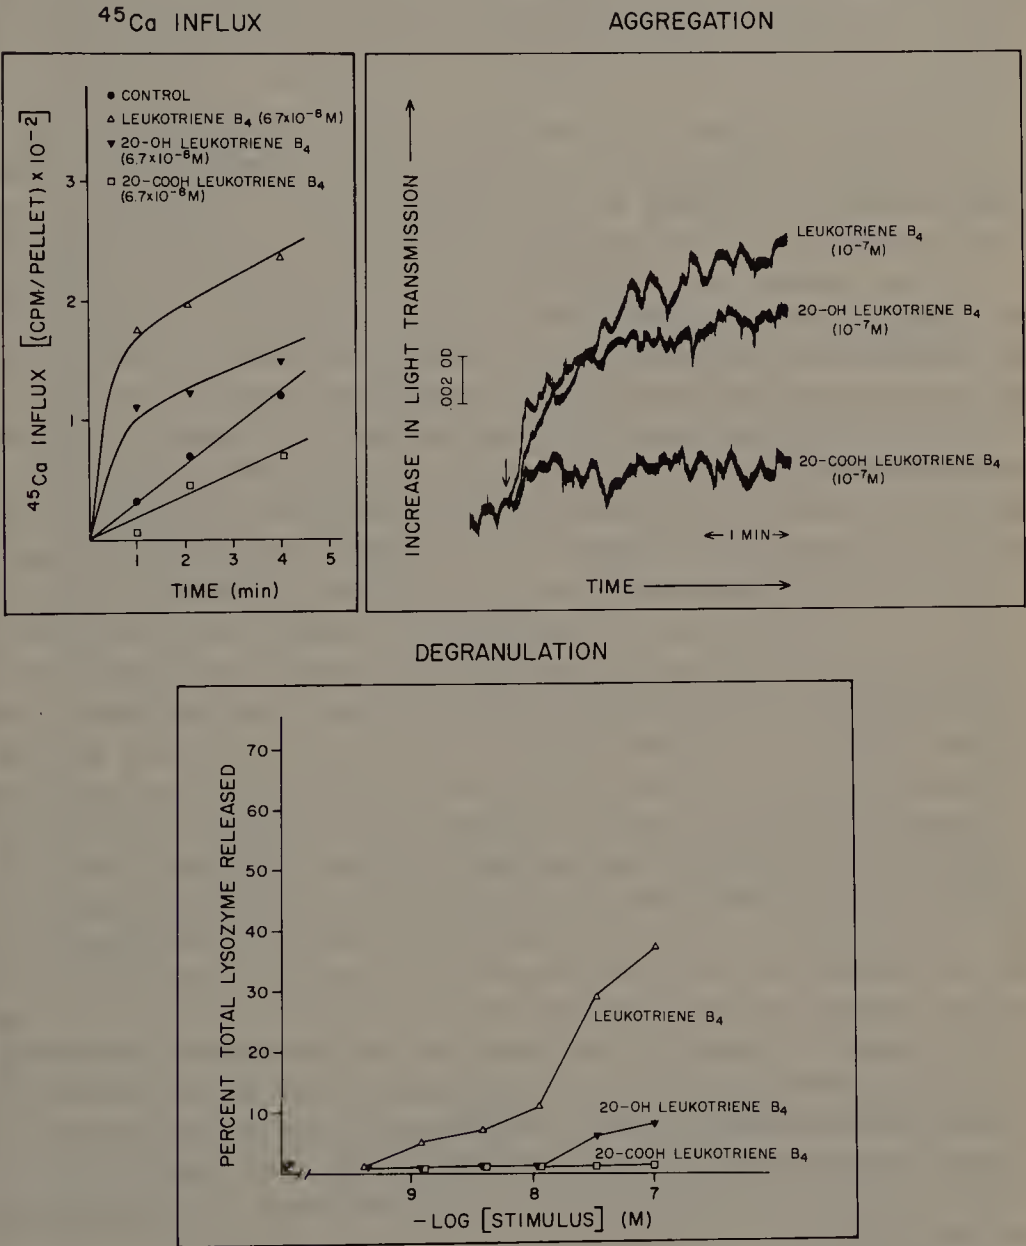 ⁴⁵Ca INFLUX
AGGREGATION
● CONTROL
△ LEUKOTRIENE B₄ (6.7x10⁻⁸M)
▼ 20-OH LEUKOTRIENE B₄
(6.7x10⁻⁸M)
□ 20-COOH LEUKOTRIENE B₄
(6.7x10⁻⁸M)
⁴⁵Ca INFLUX [(CPM/PELLET) x 10⁻²]
3
2
1
1 2 3 4 5
TIME (min)
INCREASE IN LIGHT TRANSMISSION
.002 OD
LEUKOTRIENE B₄
(10⁻⁷M)
20-OH LEUKOTRIENE B₄
(10⁻⁷M)
20-COOH LEUKOTRIENE B₄
(10⁻⁷M)
←1 MIN→
TIME
DEGRANULATION
PERCENT TOTAL LYSOZYME RELEASED
70
60
50
40
30
20
10
LEUKOTRIENE B₄
20-OH LEUKOTRIENE B₄
20-COOH LEUKOTRIENE B₄
9 8 7
-LOG [STIMULUS] (M)